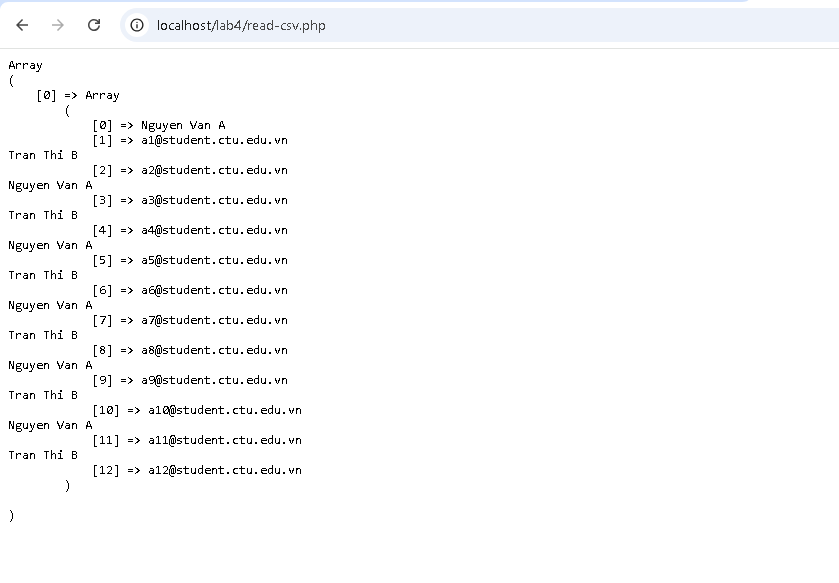 localhost/lab4/read-csv.php
Array
(
    [0] => Array
        (
            [0] => Nguyen Van A
            [1] => a1@student.ctu.edu.vn
Tran Thi B
            [2] => a2@student.ctu.edu.vn
Nguyen Van A
            [3] => a3@student.ctu.edu.vn
Tran Thi B
            [4] => a4@student.ctu.edu.vn
Nguyen Van A
            [5] => a5@student.ctu.edu.vn
Tran Thi B
            [6] => a6@student.ctu.edu.vn
Nguyen Van A
            [7] => a7@student.ctu.edu.vn
Tran Thi B
            [8] => a8@student.ctu.edu.vn
Nguyen Van A
            [9] => a9@student.ctu.edu.vn
Tran Thi B
            [10] => a10@student.ctu.edu.vn
Nguyen Van A
            [11] => a11@student.ctu.edu.vn
Tran Thi B
            [12] => a12@student.ctu.edu.vn
        )

)